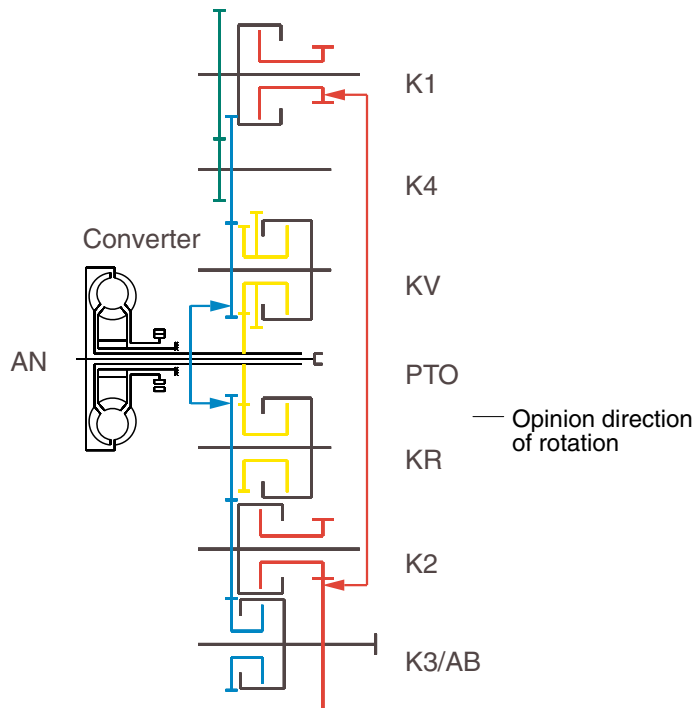 K1
K4
Converter
KV
AN
PTO
Opinion direction
of rotation
KR
K2
K3/AB